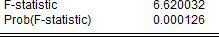 F-statistic 6.620032
Prob(F-statistic) 0.000126